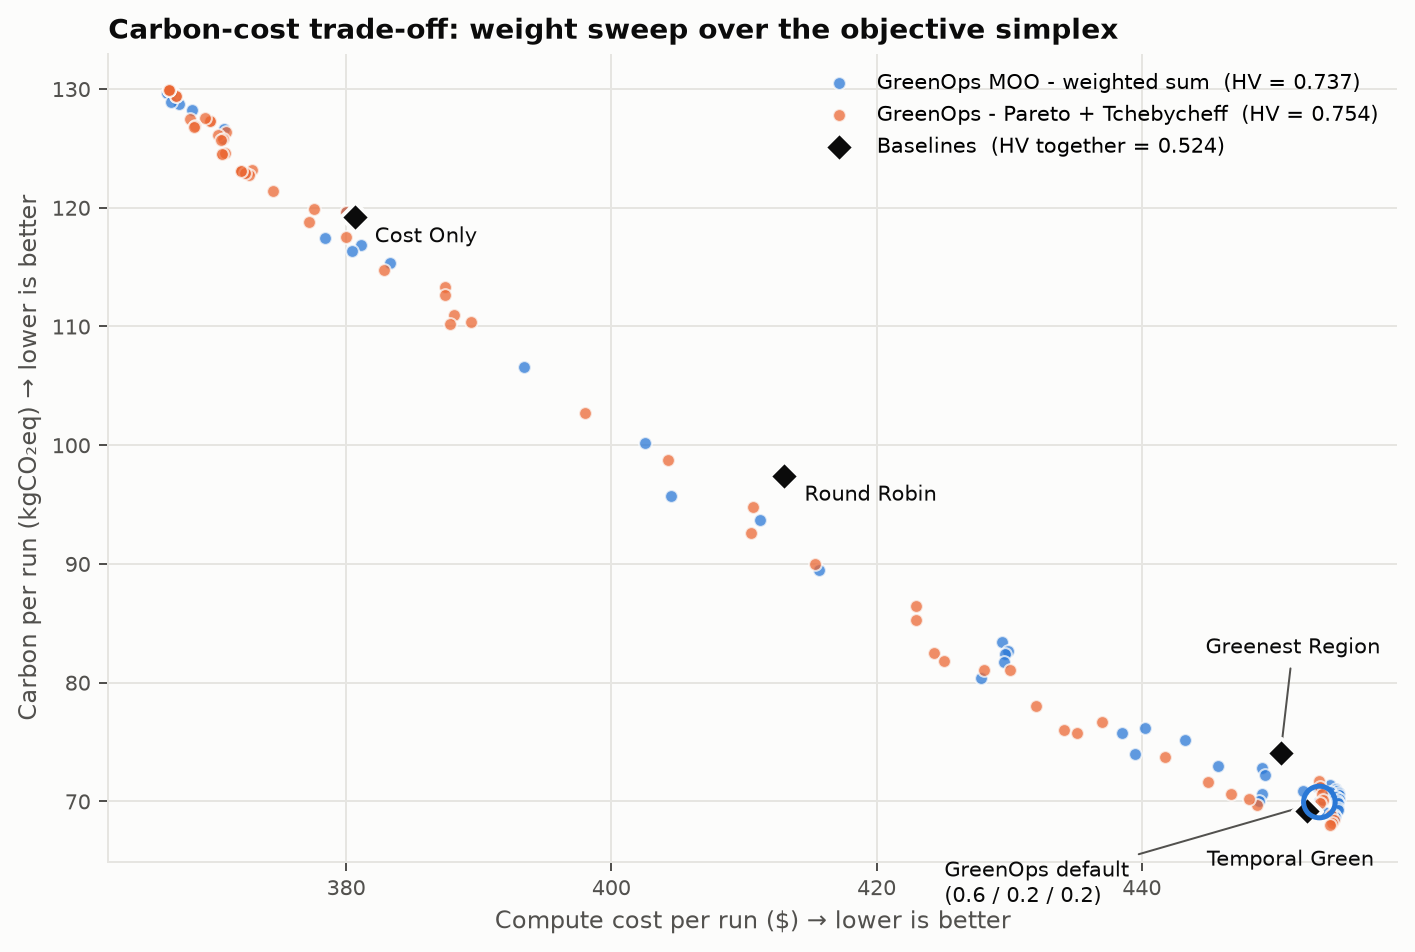 Carbon-cost trade-off: weight sweep over the objective simplex
GreenOps MOO - weighted sum  (HV = 0.737)
GreenOps - Pareto + Tchebycheff  (HV = 0.754)
Baselines  (HV together = 0.524)
Carbon per run (kgCO₂eq) → lower is better
130
120
110
100
90
80
70
Cost Only
Round Robin
Greenest Region
Temporal Green
GreenOps default
(0.6 / 0.2 / 0.2)
380
400
420
440
Compute cost per run ($) → lower is better